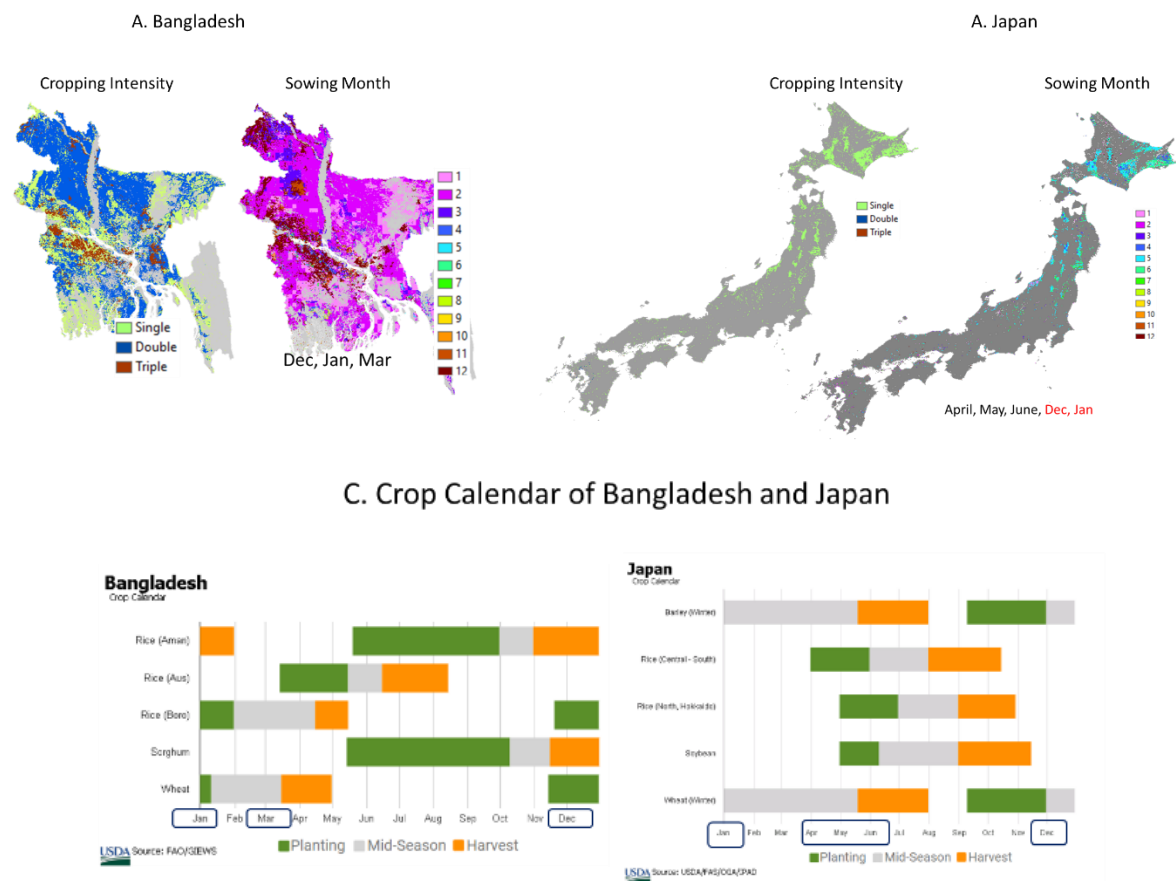 A. Bangladesh
A. Japan
Cropping Intensity
Sowing Month
Cropping Intensity
Sowing Month
1
2
3
4
5
6
7
8
9
10
11
12
Single
Double
Triple
Dec, Jan, Mar
Single
Double
Triple
1
2
3
4
5
6
7
8
9
10
11
12
April, May, June, Dec, Jan
C. Crop Calendar of Bangladesh and Japan
Bangladesh
Crop Calendar
Rice (Aman)
Rice (Aus)
Rice (Boro)
Sorghum
Wheat
Jan Feb Mar Apr May Jun Jul Aug Sep Oct Nov Dec
Planting Mid-Season Harvest
USDA Source: FAO/GIEWS
Japan
Crop Calendar
Barley (Winter)
Rice (Central - South)
Rice (North, Hokkaido)
Soybean
Wheat (Winter)
Jan Feb Mar Apr May Jun Jul Aug Sep Oct Nov Dec
Planting Mid-Season Harvest
USDA Source: USDA/FAS/OGA/IPAD